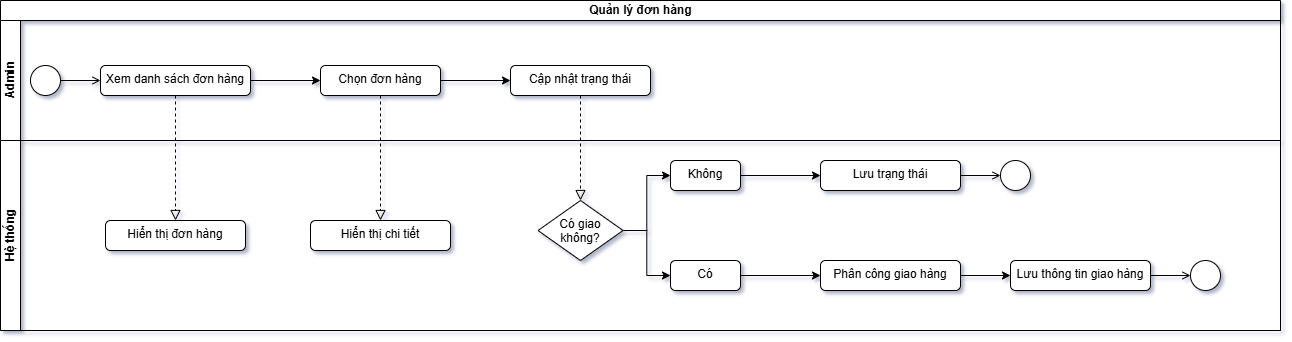 Quản lý đơn hàng
Admin
Xem danh sách đơn hàng
Chọn đơn hàng
Cập nhật trạng thái
Hệ thống
Hiển thị đơn hàng
Hiển thị chi tiết
Có giao
không?
Không
Lưu trạng thái
Có
Phân công giao hàng
Lưu thông tin giao hàng